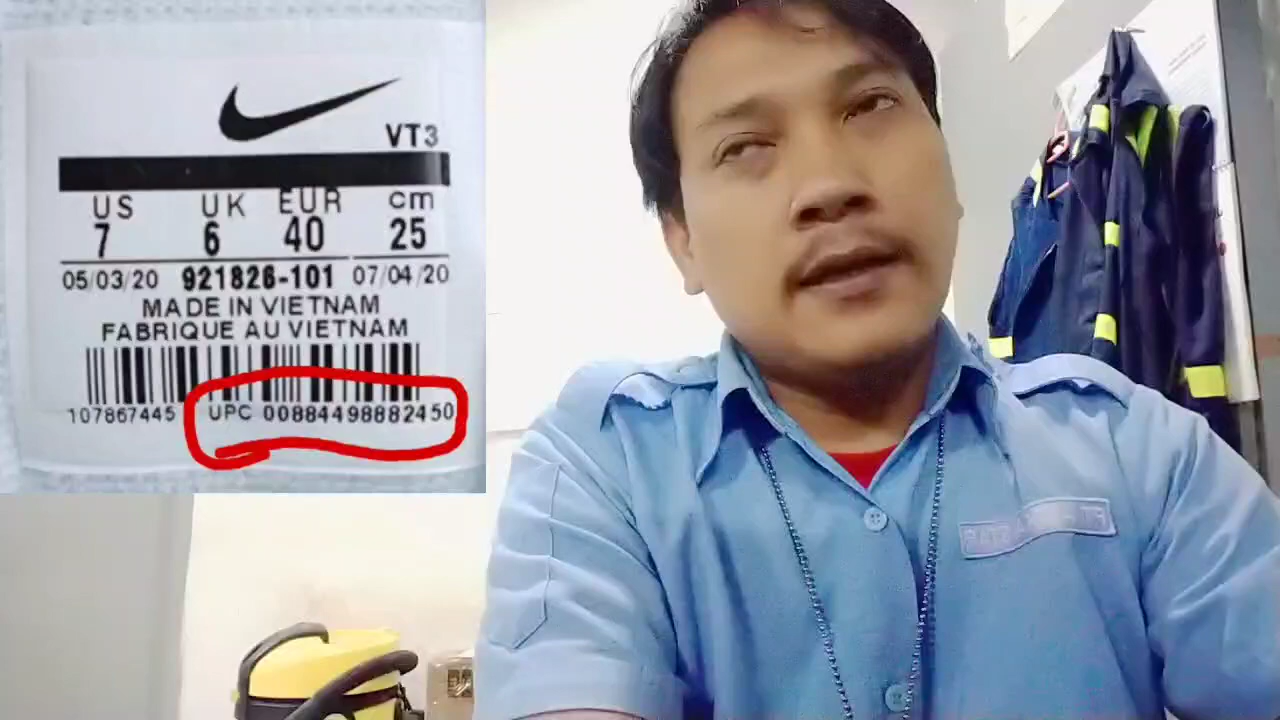 VT3
US UK EUR cm
7 6 40 25
05/03/20 921826-101 07/04/20
MADE IN VIETNAM
FABRIQUE AU VIETNAM
107867445 UPC 00884498882450